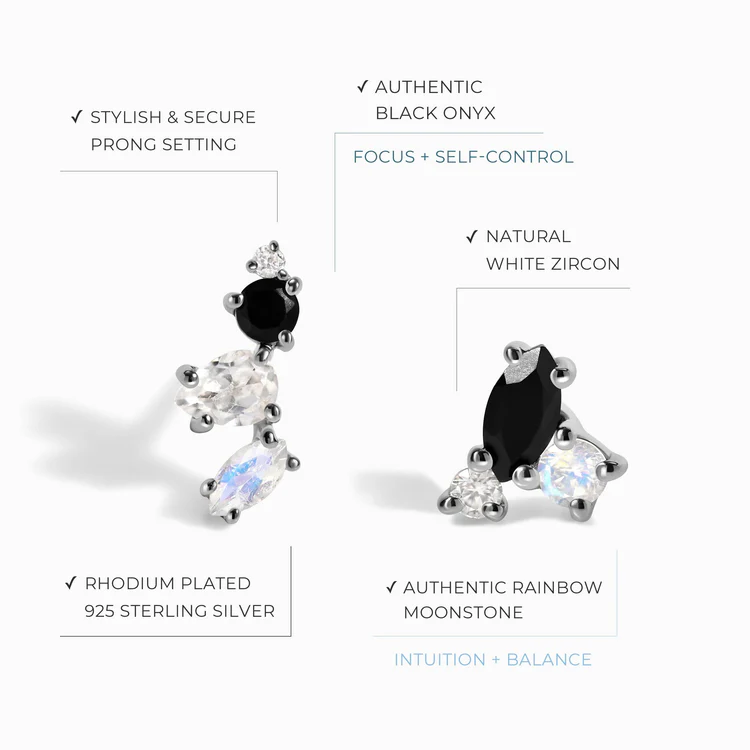 ✓ STYLISH & SECURE
PRONG SETTING
✓ AUTHENTIC
BLACK ONYX
FOCUS + SELF-CONTROL
✓ NATURAL
WHITE ZIRCON
✓ RHODIUM PLATED
925 STERLING SILVER
✓ AUTHENTIC RAINBOW
MOONSTONE
INTUITION + BALANCE